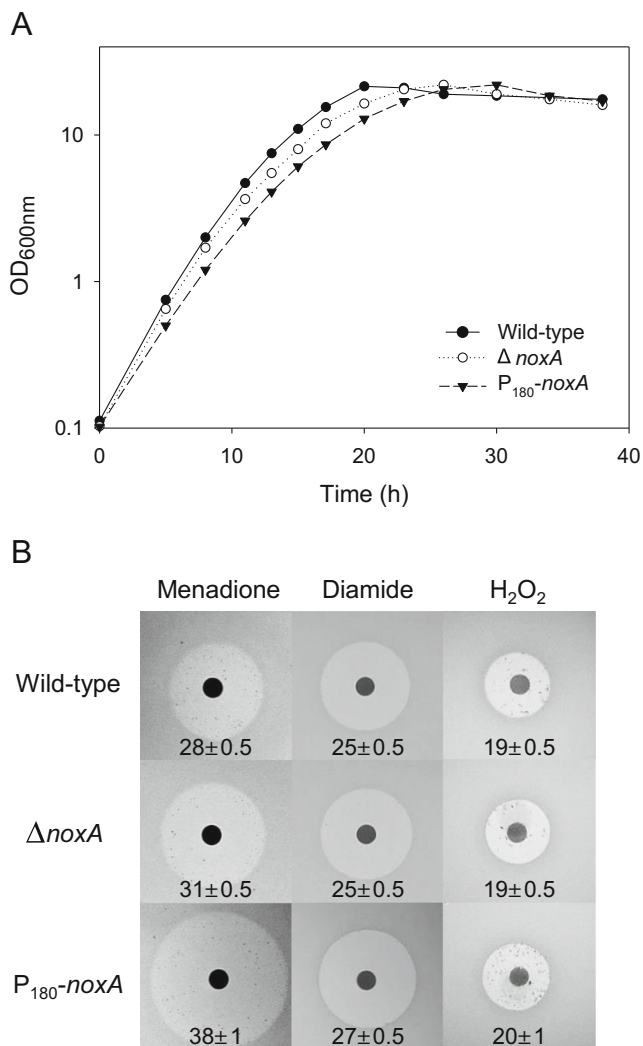 A
OD600nm
10
1
0.1
0 10 20 30 40
Time (h)
Wild-type
Δ noxA
P180-noxA
B
Menadione Diamide H2O2
Wild-type
28±0.5 25±0.5 19±0.5
ΔnoxA
31±0.5 25±0.5 19±0.5
P180-noxA
38±1 27±0.5 20±1